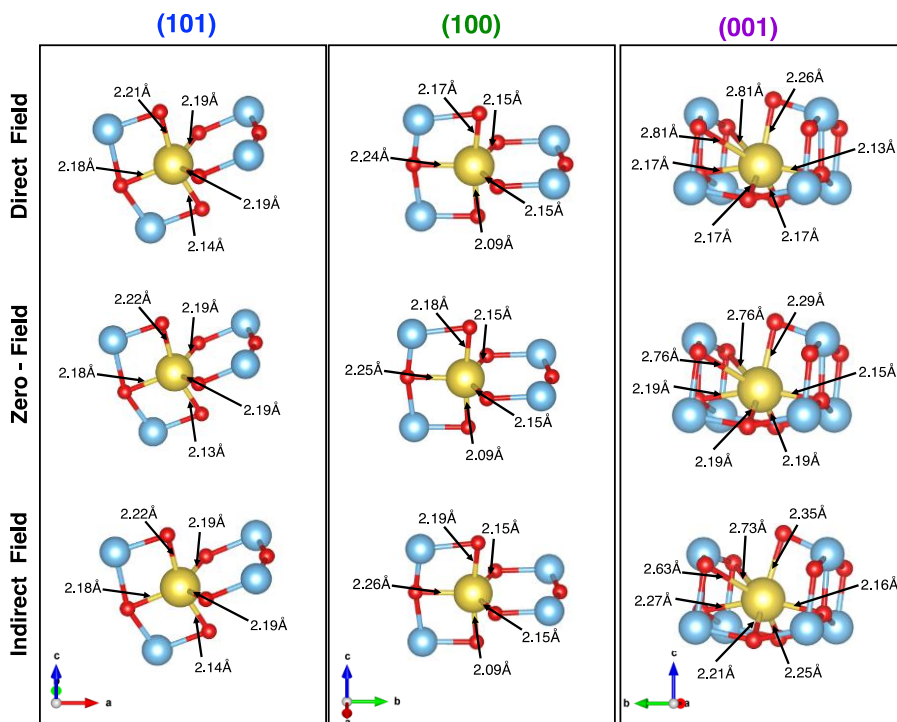 (101)
(100)
(001)
Direct Field
2.21Å
2.19Å
2.18Å
2.19Å
2.14Å
2.17Å
2.15Å
2.24Å
2.15Å
2.09Å
2.26Å
2.81Å
2.81Å
2.17Å
2.13Å
2.17Å
2.17Å
Zero - Field
2.22Å
2.19Å
2.18Å
2.19Å
2.13Å
2.18Å
2.15Å
2.25Å
2.15Å
2.09Å
2.29Å
2.76Å
2.76Å
2.19Å
2.15Å
2.19Å
2.19Å
Indirect Field
2.22Å
2.19Å
2.18Å
2.19Å
2.14Å
2.19Å
2.15Å
2.26Å
2.15Å
2.09Å
2.35Å
2.73Å
2.63Å
2.27Å
2.16Å
2.21Å
2.25Å
c
a
c
b
c
b
a